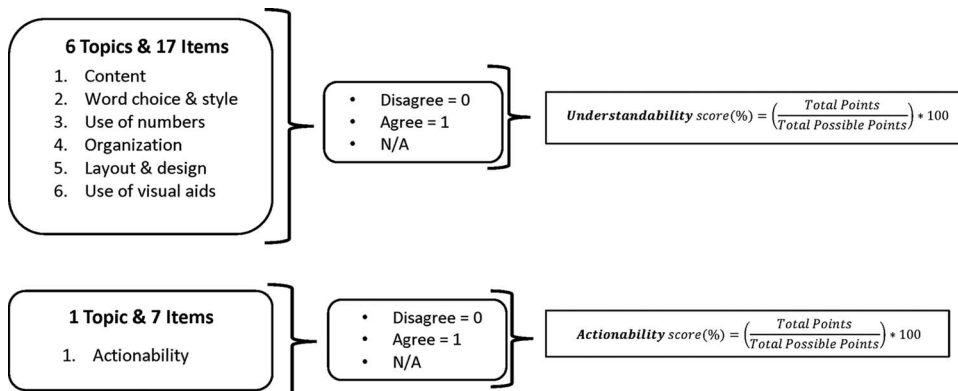 6 Topics & 17 Items
1. Content
2. Word choice & style
3. Use of numbers
4. Organization
5. Layout & design
6. Use of visual aids
• Disagree = 0
• Agree = 1
• N/A
Understandability score(%) = (Total Points / Total Possible Points) * 100
1 Topic & 7 Items
1. Actionability
• Disagree = 0
• Agree = 1
• N/A
Actionability score(%) = (Total Points / Total Possible Points) * 100